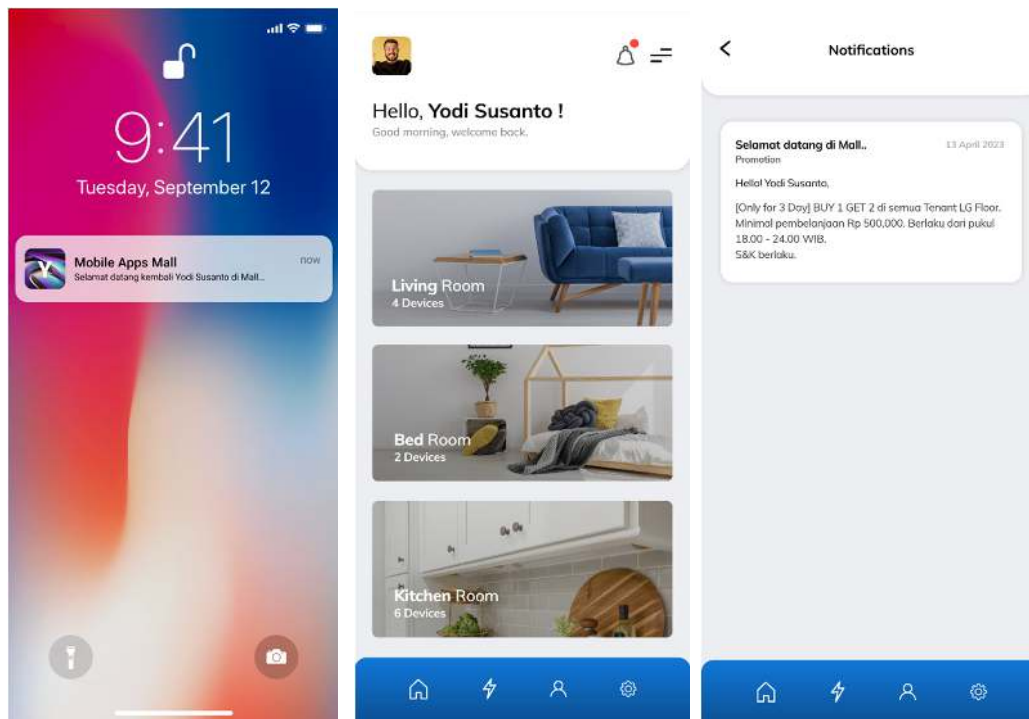 9:41
Tuesday, September 12
Mobile Apps Mall
now
Selamat datang kembali Yodi Susanto di Mall...
Hello, Yodi Susanto !
Good morning, welcome back.
Living Room
4 Devices
Bed Room
2 Devices
Kitchen Room
6 Devices
Notifications
Selamat datang di Mall..
13 April 2023
Promotion
Hello! Yodi Susanto,
[Only for 3 Day] BUY 1 GET 2 di semua Tenant LG Floor.
Minimal pembelanjaan Rp 500,000. Berlaku dari pukul
18.00 - 24.00 WIB.
S&K berlaku.